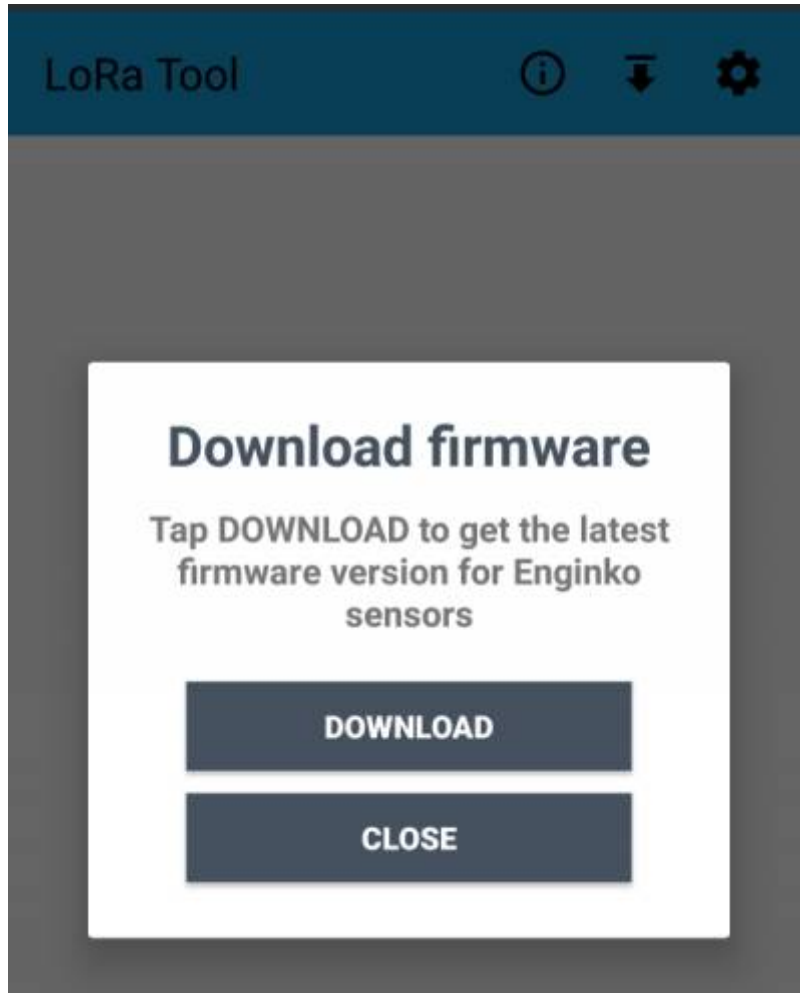 LoRa Tool
Download firmware
Tap DOWNLOAD to get the latest
firmware version for Enginko
sensors
DOWNLOAD
CLOSE